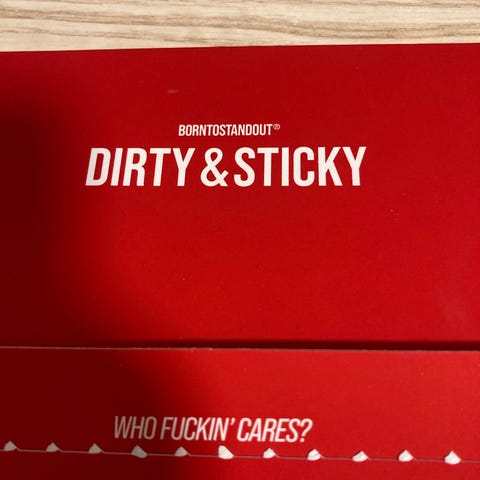 BORNTOSTANDOUT®
DIRTY & STICKY
WHO FUCKIN' CARES?